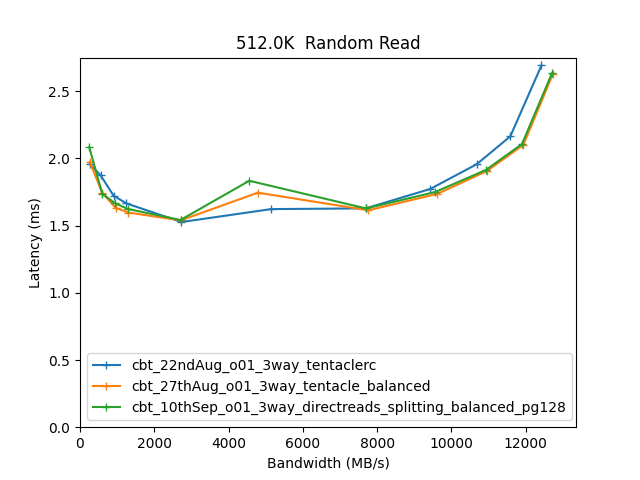 512.0K  Random Read
2.5
2.0
1.5
1.0
0.5
0.0
Latency (ms)
cbt_22ndAug_o01_3way_tentaclerc
cbt_27thAug_o01_3way_tentacle_balanced
cbt_10thSep_o01_3way_directreads_splitting_balanced_pg128
0 2000 4000 6000 8000 10000 12000
Bandwidth (MB/s)